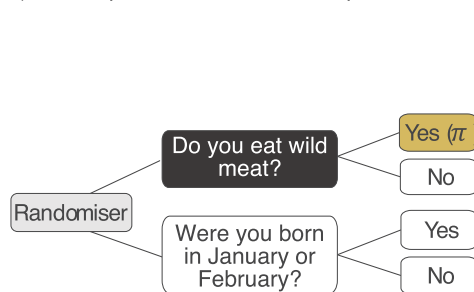 Do you eat wild
meat?
Yes (π
No
Randomiser
Were you born
in January or
February?
Yes
No